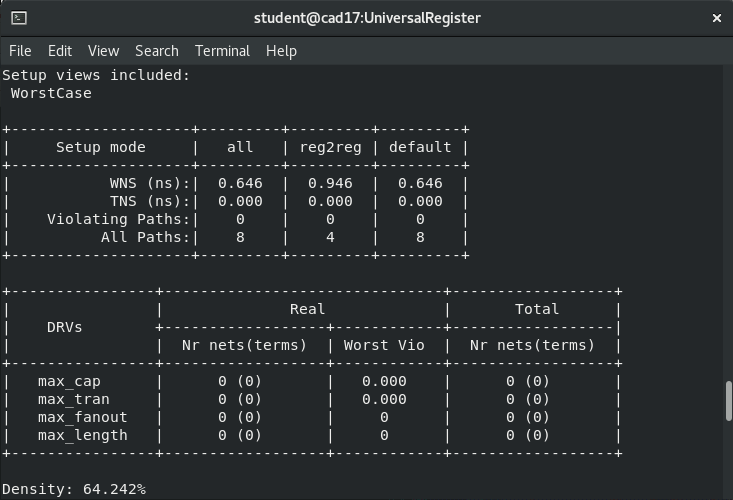 student@cad17:UniversalRegister
File Edit View Search Terminal Help
Setup views included:
 WorstCase
+--------------------+---------+---------+---------+
|     Setup mode     |   all   | reg2reg | default |
+--------------------+---------+---------+---------+
|           WNS (ns):|  0.646  |  0.946  |  0.646  |
|           TNS (ns):|  0.000  |  0.000  |  0.000  |
|    Violating Paths:|    0    |    0    |    0    |
|          All Paths:|    8    |    4    |    8    |
+--------------------+---------+---------+---------+
+----------------+-------------------------------+------------------+
|                |              Real             |       Total      |
|    DRVs        +------------------+------------+------------------|
|                |  Nr nets(terms)  | Worst Vio  |  Nr nets(terms)  |
+----------------+------------------+------------+------------------+
|   max_cap      |      0 (0)       |   0.000    |      0 (0)       |
|   max_tran     |      0 (0)       |   0.000    |      0 (0)       |
|   max_fanout   |      0 (0)       |     0      |      0 (0)       |
|   max_length   |      0 (0)       |     0      |      0 (0)       |
+----------------+------------------+------------+------------------+
Density: 64.242%